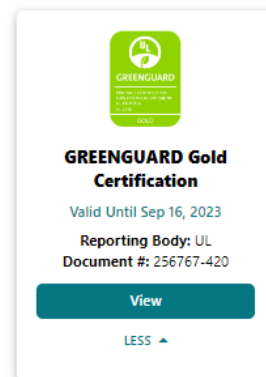 UL
GREENGUARD
GOLD
GREENGUARD Gold
Certification
Valid Until Sep 16, 2023
Reporting Body: UL
Document #: 256767-420
View
LESS